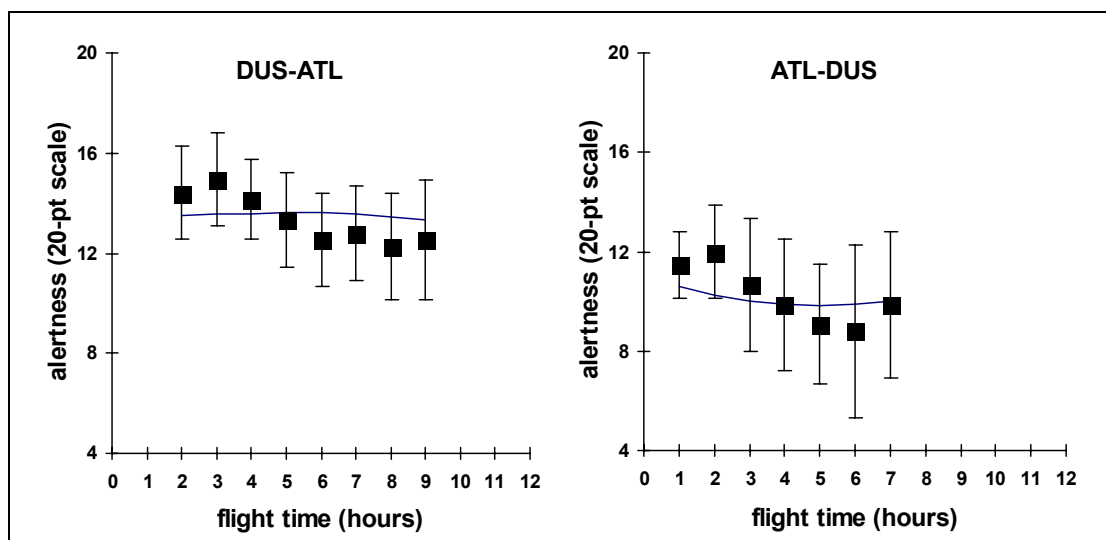 DUS-ATL
alertness (20-pt scale)
20
16
12
8
4
0 1 2 3 4 5 6 7 8 9 10 11 12
flight time (hours)
ATL-DUS
alertness (20-pt scale)
20
16
12
8
4
0 1 2 3 4 5 6 7 8 9 10 11 12
flight time (hours)